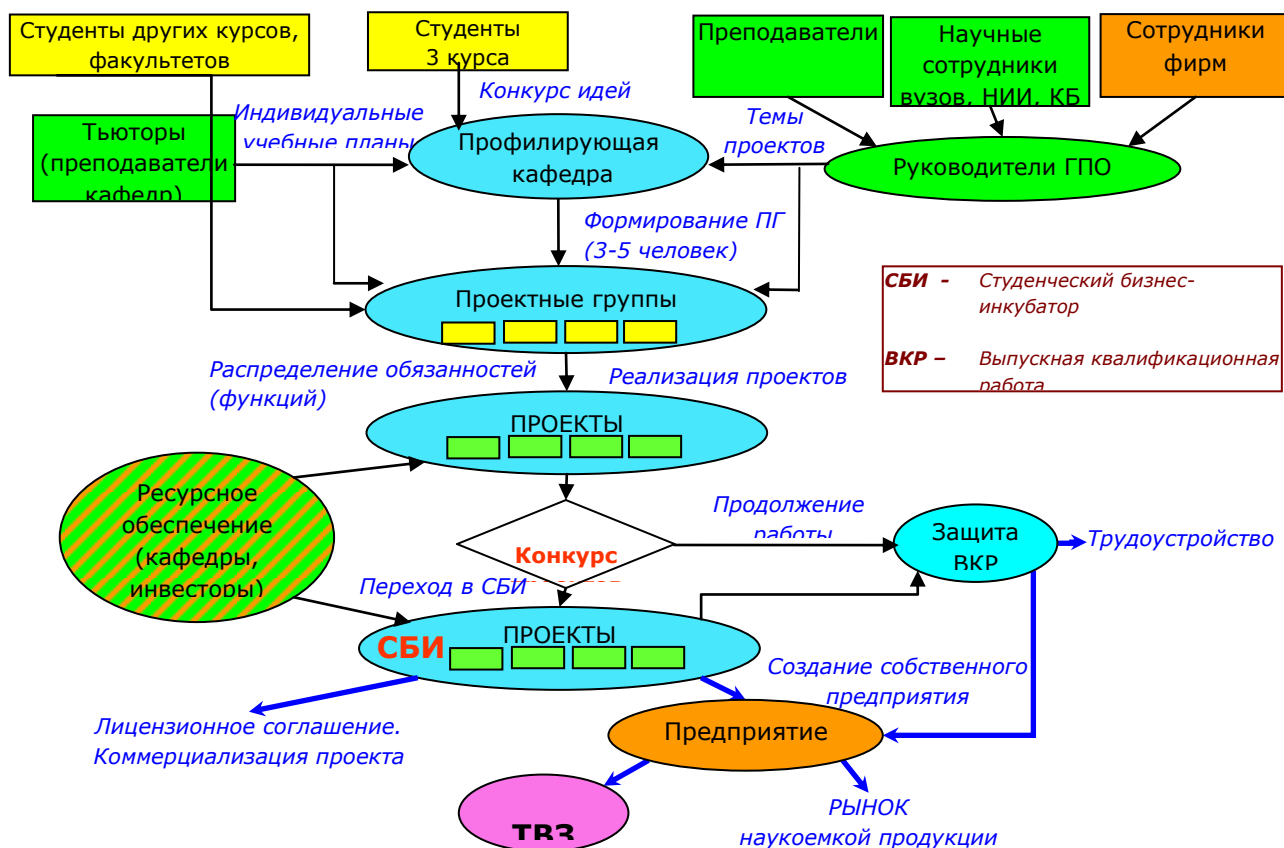 Студенты других курсов,
факультетов
Студенты
3 курса
Преподаватели
Научные
сотрудники
вузов, НИИ, КБ
Сотрудники
фирм
Конкурс идей
Индивидуальные
учебные планы
Тьюторы
(преподаватели
кафедр)
Профилирующая
кафедра
Темы
проектов
Руководители ГПО
Формирование ПГ
(3-5 человек)
Проектные группы
СБИ - Студенческий бизнес-
инкубатор
ВКР – Выпускная квалификационная
работа
Распределение обязанностей
(функций)
Реализация проектов
ПРОЕКТЫ
Ресурсное
обеспечение
(кафедры,
инвесторы)
Продолжение
работы
Конкурс
Защита
ВКР
Трудоустройство
Переход в СБИ
СБИ
ПРОЕКТЫ
Создание собственного
предприятия
Лицензионное соглашение.
Коммерциализация проекта
Предприятие
ТВЗ
РЫНОК
наукоемкой продукции